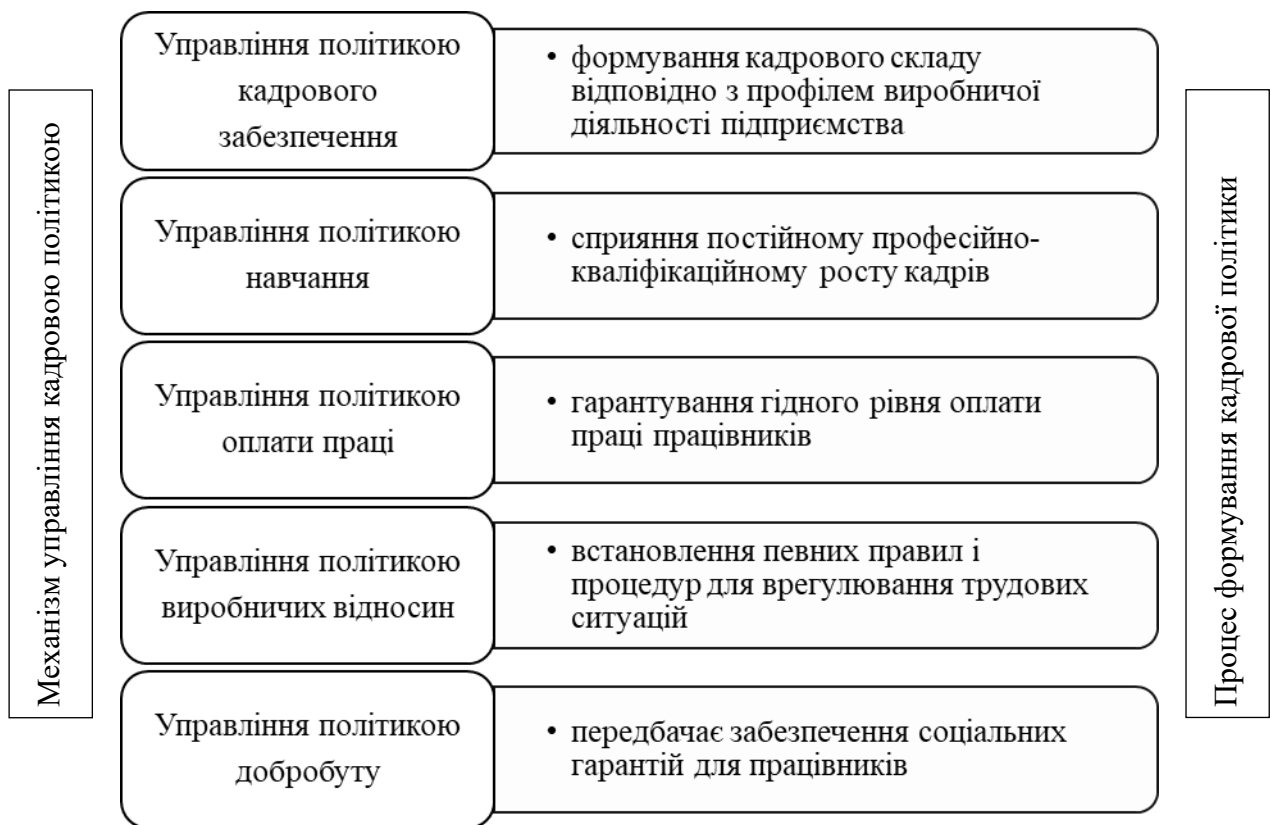 Механізм управління кадровою політикою
Управління політикою
кадрового
забезпечення
• формування кадрового складу
відповідно з профілем виробничої
діяльності підприємства
Управління політикою
навчання
• сприяння постійному професійно-
кваліфікаційному росту кадрів
Управління політикою
оплати праці
• гарантування гідного рівня оплати
праці працівників
Управління політикою
виробничих відносин
• встановлення певних правил і
процедур для врегулювання трудових
ситуацій
Управління політикою
добробуту
• передбачає забезпечення соціальних
гарантій для працівників
Процес формування кадрової політики